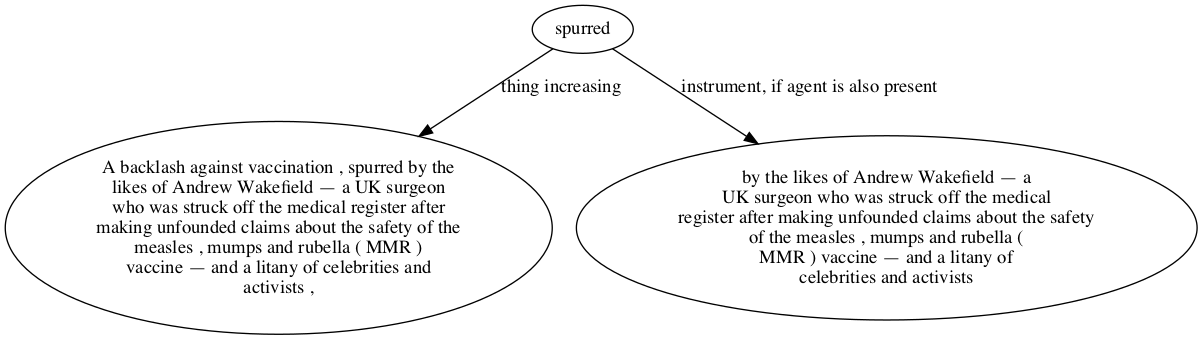 spurred
thing increasing
instrument, if agent is also present
A backlash against vaccination , spurred by the
likes of Andrew Wakefield — a UK surgeon
who was struck off the medical register after
making unfounded claims about the safety of the
measles , mumps and rubella ( MMR )
vaccine — and a litany of celebrities and
activists ,
by the likes of Andrew Wakefield — a
UK surgeon who was struck off the medical
register after making unfounded claims about the safety
of the measles , mumps and rubella (
MMR ) vaccine — and a litany of
celebrities and activists